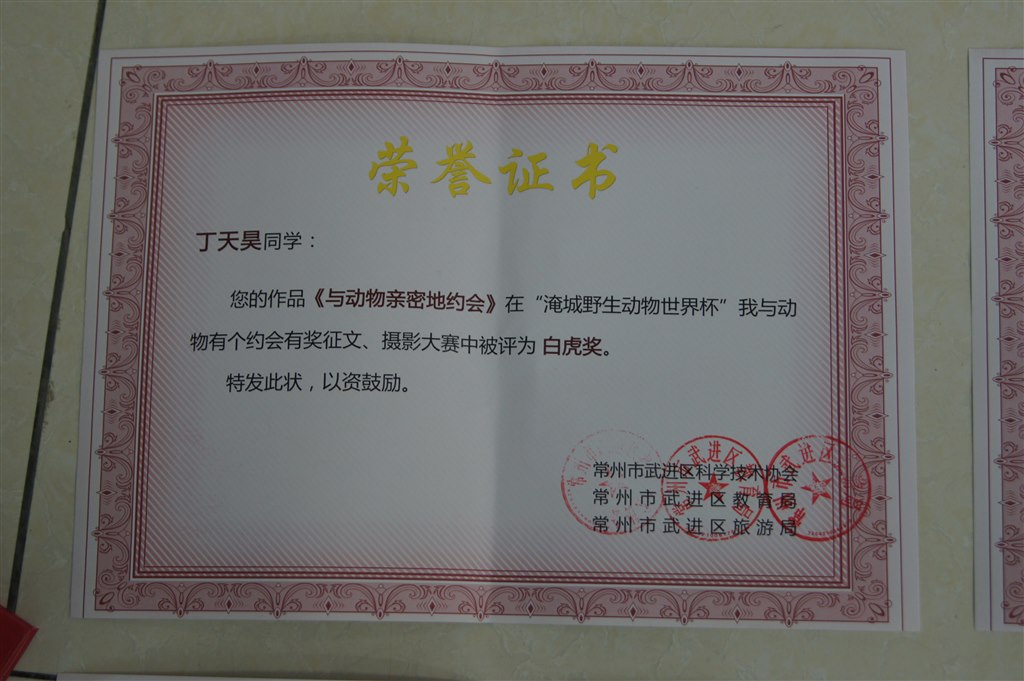 荣誉证书
丁天昊同学：
您的作品《与动物亲密地约会》在“淹城野生动物世界杯”我与动
物有个约会有奖征文、摄影大赛中被评为 白虎奖。
特发此状，以资鼓励。
常州市武进区科学技术协会
常州市武进区教育局
常州市武进区旅游局